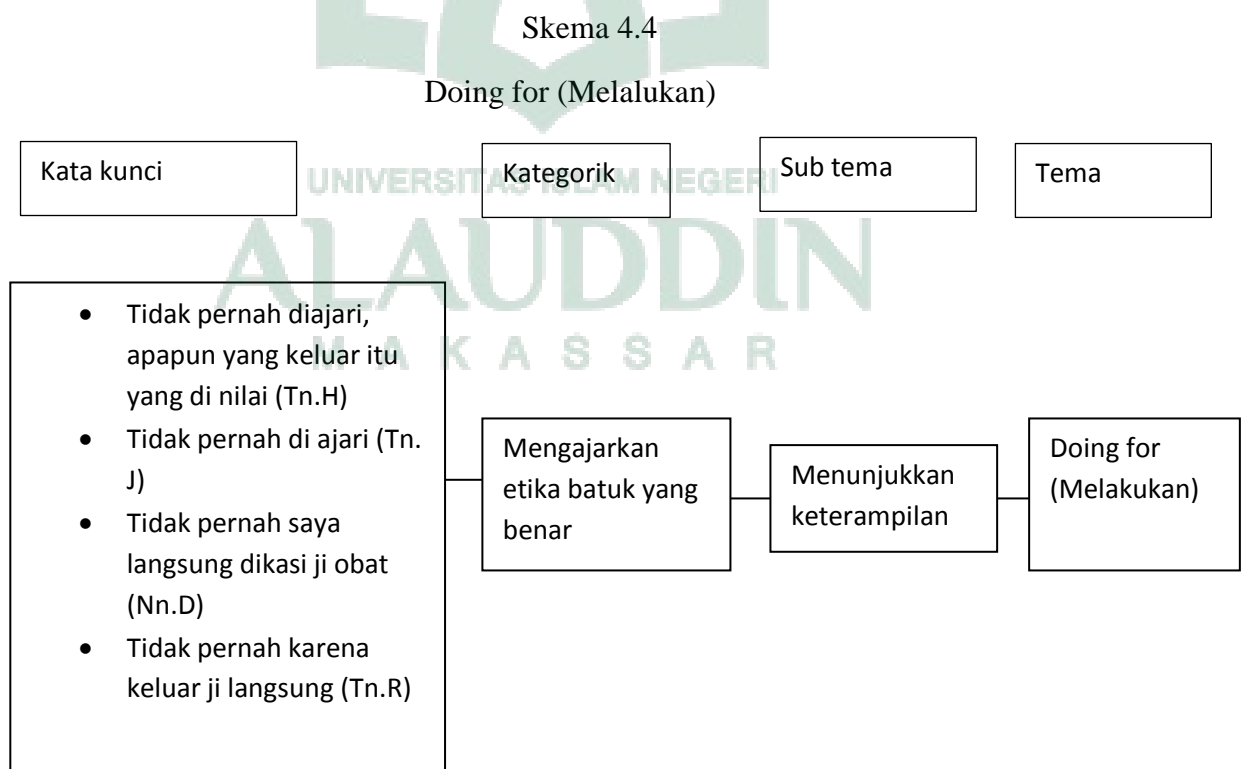 Skema 4.4
Doing for (Melalukan)
Kata kunci
Kategorik
Sub tema
Tema
UNIVERSITAS ISLAM NEGERI
ALAUDDIN
MAKASSAR
• Tidak pernah diajari,
apapun yang keluar itu
yang di nilai (Tn.H)
• Tidak pernah di ajari (Tn.
J)
• Tidak pernah saya
langsung dikasi ji obat
(Nn.D)
• Tidak pernah karena
keluar ji langsung (Tn.R)
Mengajarkan
etika batuk yang
benar
Menunjukkan
keterampilan
Doing for
(Melakukan)